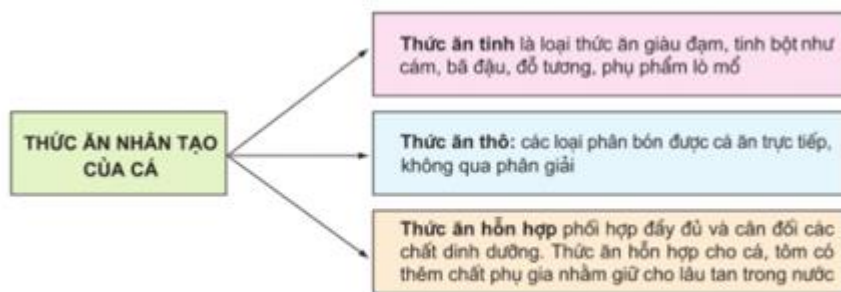 THỨC ĂN NHÂN TẠO
CỦA CÁ
Thức ăn tinh là loại thức ăn giàu đạm, tinh bột như
cám, bã đậu, đỗ tương, phụ phẩm lò mổ
Thức ăn thô: các loại phân bón được cá ăn trực tiếp,
không qua phân giải
Thức ăn hỗn hợp phối hợp đẩy đủ và cân đối các
chất dinh dưỡng. Thức ăn hỗn hợp cho cá, tôm có
thêm chất phụ gia nhằm giữ cho lâu tan trong nước